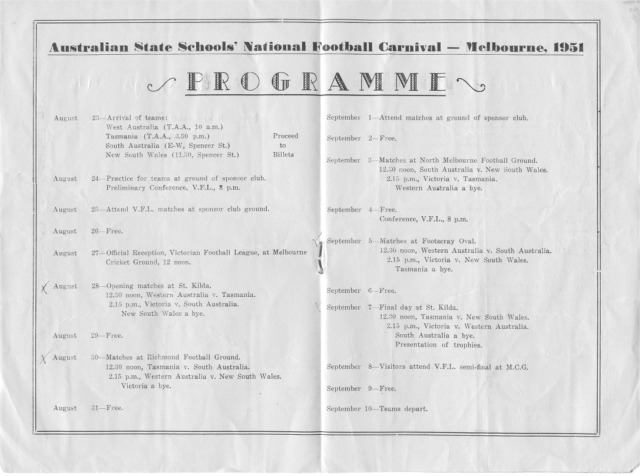 Australian State Schools' National Football Carnival — Melbourne, 1951
PROGRAMME
August 23—Arrival of teams:
West Australia (T.A.A., 10 a.m.)
Tasmania (T.A.A., 3.30 p.m.) Proceed
South Australia (E-W, Spencer St.) to
New South Wales (11.30, Spencer St.) Billets
August 24—Practice for teams at ground of sponsor club.
Preliminary Conference, V.F.L., 8 p.m.
August 25—Attend V.F.L. matches at sponsor club ground.
August 26—Free.
August 27—Official Reception, Victorian Football League, at Melbourne
Cricket Ground, 12 noon.
August 28—Opening matches at St. Kilda.
12.30 noon, Western Australia v. Tasmania.
2.15 p.m., Victoria v. South Australia.
New South Wales a bye.
August 29—Free.
August 30—Matches at Richmond Football Ground.
12.30 noon, Tasmania v. South Australia.
2.15 p.m., Western Australia v. New South Wales.
Victoria a bye.
August 31—Free.
September 1—Attend matches at ground of sponsor club.
September 2—Free.
September 3—Matches at North Melbourne Football Ground.
12.30 noon, South Australia v. New South Wales.
2.15 p.m., Victoria v. Tasmania.
Western Australia a bye.
September 4—Free.
Conference, V.F.L., 8 p.m.
September 5—Matches at Footscray Oval.
12.30 noon, Western Australia v. South Australia.
2.15 p.m., Victoria v. New South Wales.
Tasmania a bye.
September 6—Free.
September 7—Final day at St. Kilda.
12.30 noon, Tasmania v. New South Wales.
2.15 p.m., Victoria v. Western Australia.
South Australia a bye.
Presentation of trophies.
September 8—Visitors attend V.F.L. semi-final at M.C.G.
September 9—Free.
September 10—Teams depart.